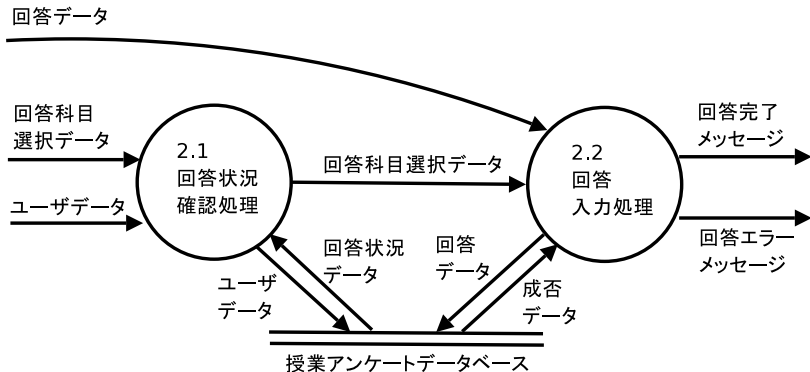 回答データ
回答科目
選択データ
ユーザデータ
2.1
回答状況
確認処理
回答科目選択データ
2.2
回答
入力処理
回答完了
メッセージ
回答エラー
メッセージ
ユーザ
データ
回答状況
データ
回答
データ
成否
データ
授業アンケートデータベース